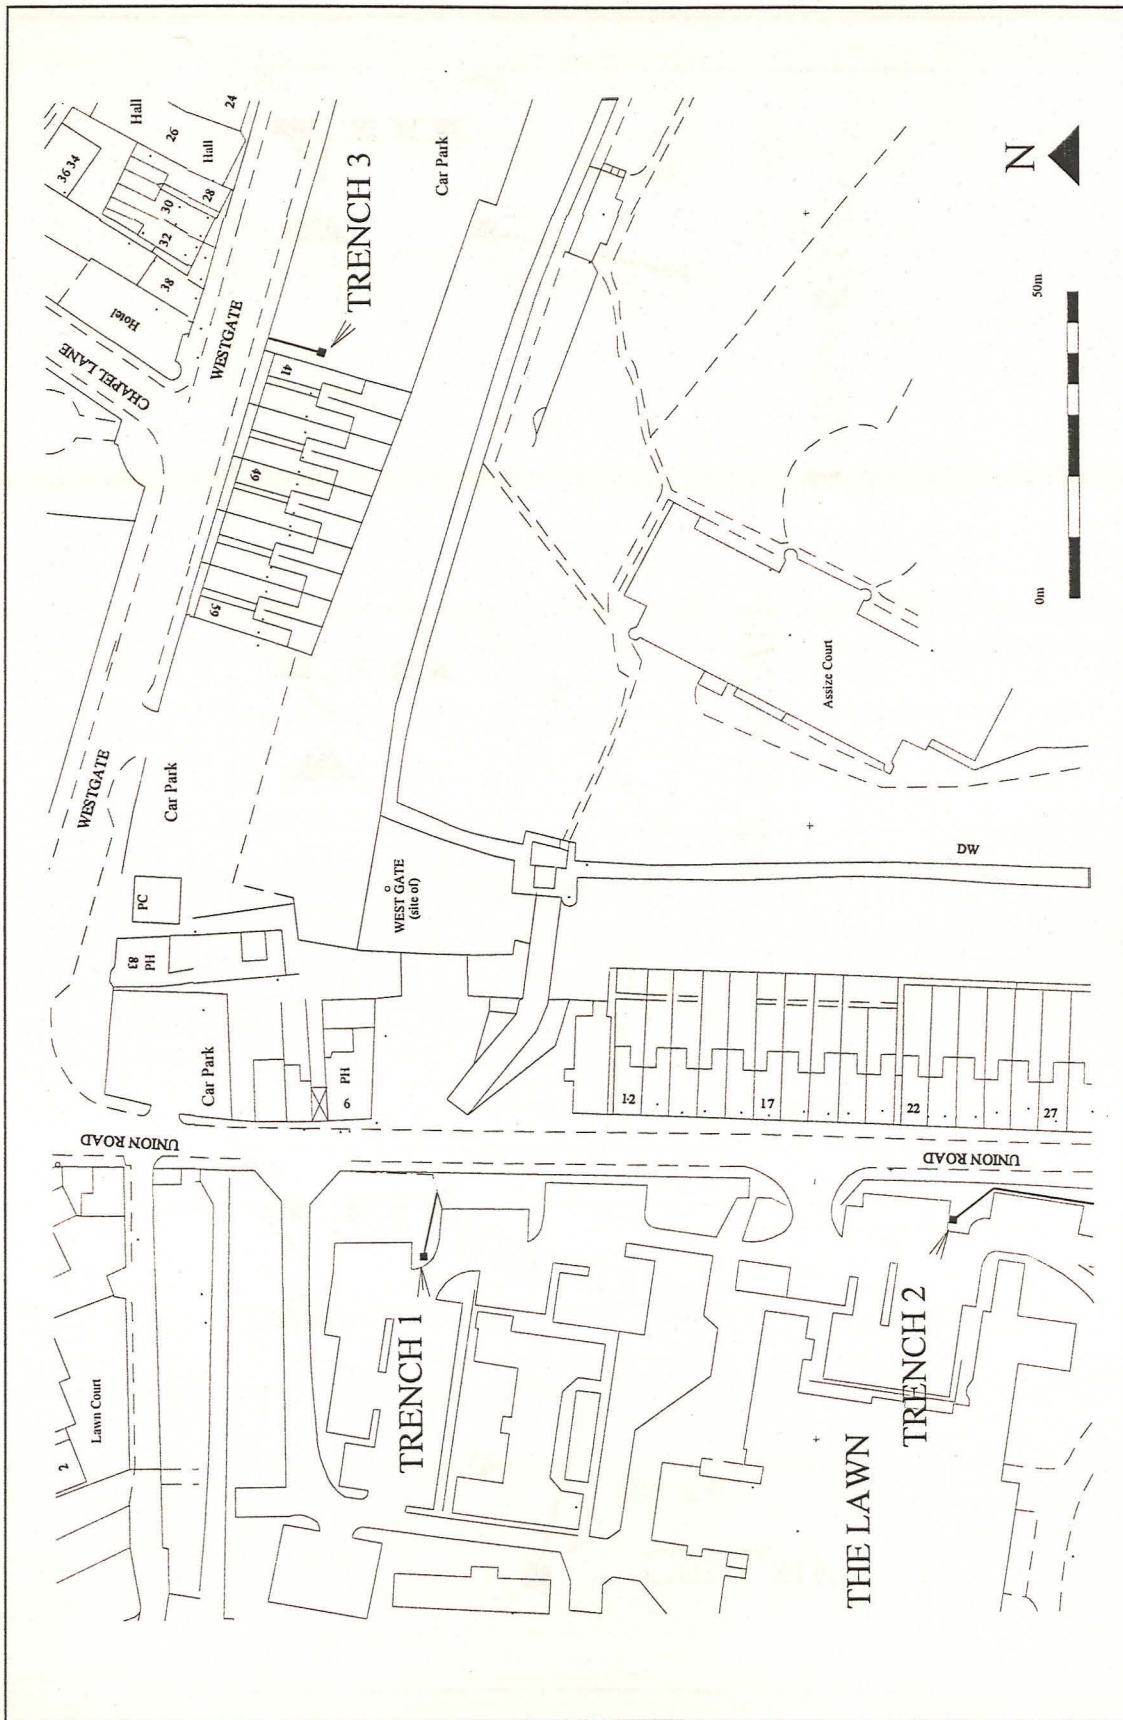 Lawn Court
2
UNION ROAD
Car Park
83
PH
PC
WESTGATE
Car Park
CHAPEL LANE
Hotel
38
36 34
32
30
28
Hall
26
Hall
24
WESTGATE
59
49
41
TRENCH 3
Car Park
PH
6
WEST GATE
(site of)
TRENCH 1
1-2
17
22
27
DW
Assize Court
UNION ROAD
TRENCH 2
THE LAWN
N
0m
50m